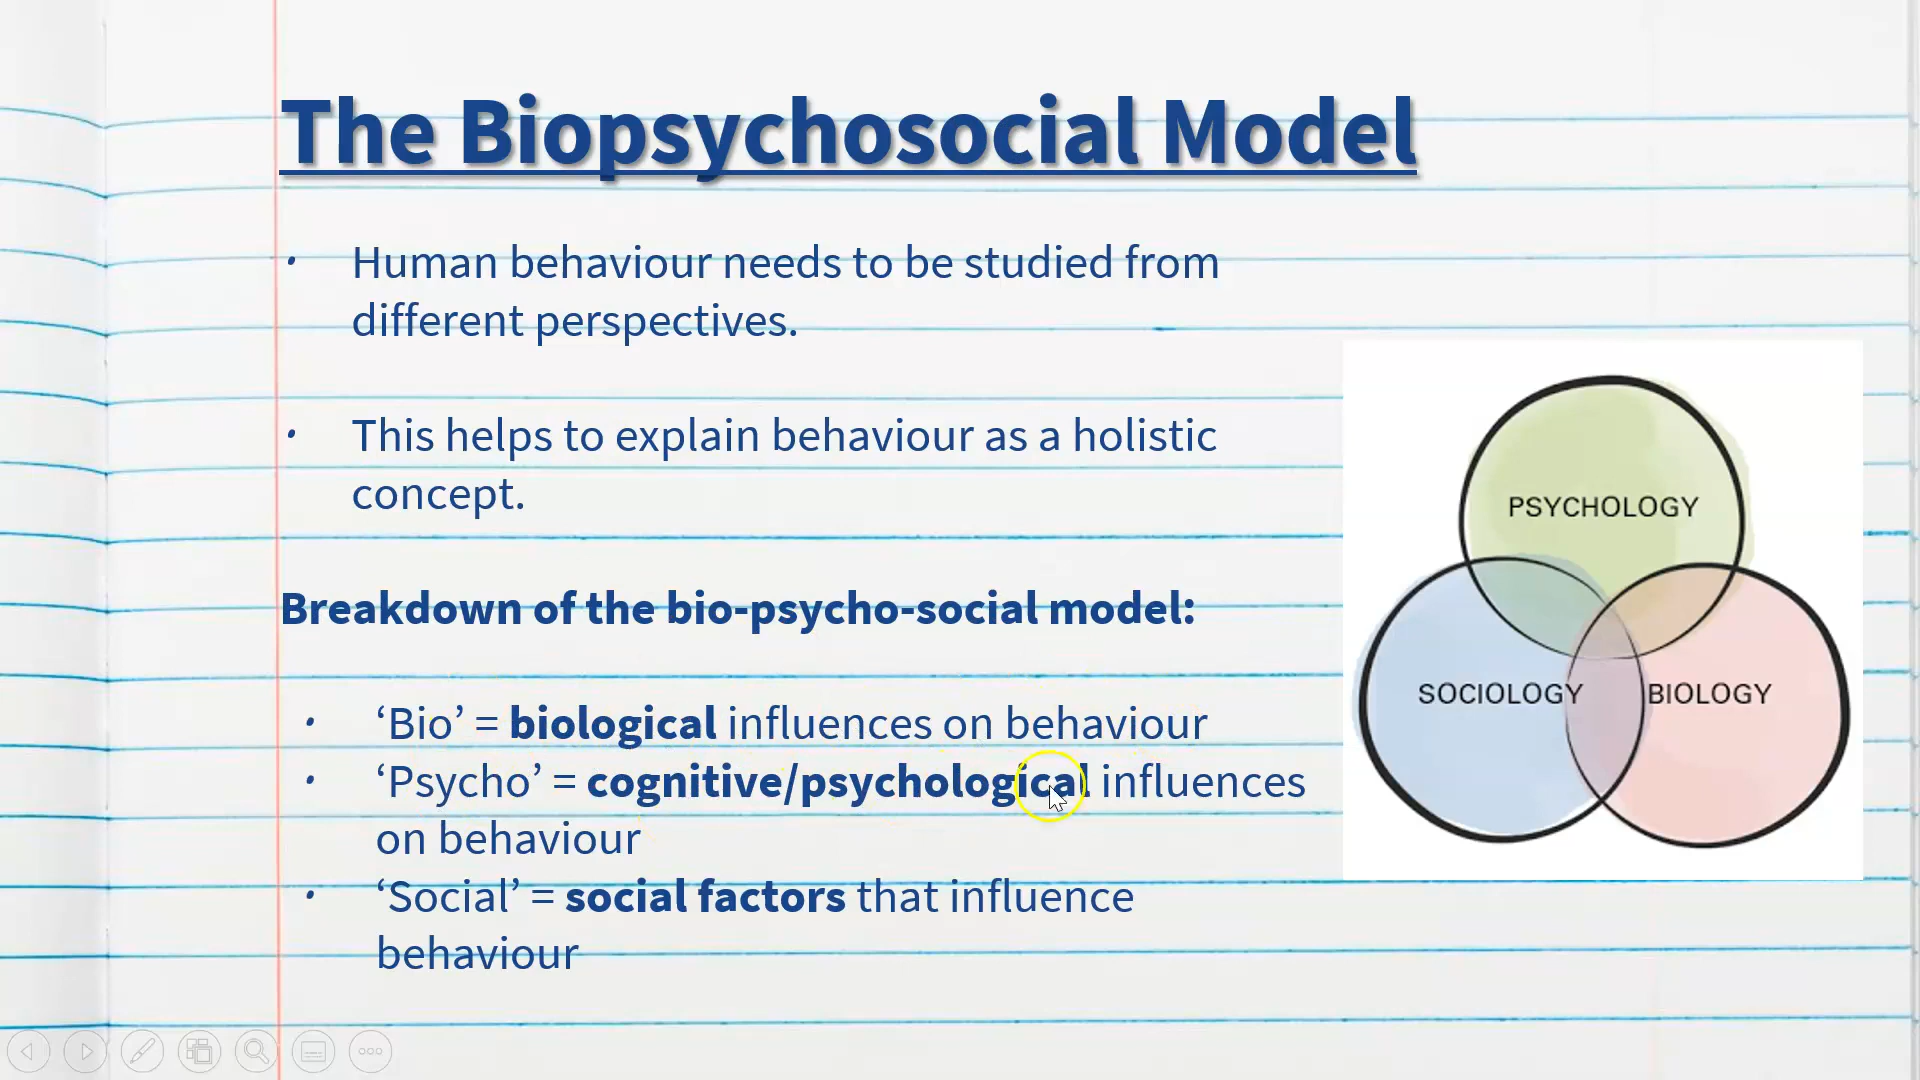 The Biopsychosocial Model
• Human behaviour needs to be studied from
different perspectives.
• This helps to explain behaviour as a holistic
concept.
Breakdown of the bio-psycho-social model:
• ‘Bio’ = biological influences on behaviour
• ‘Psycho’ = cognitive/psychological influences
on behaviour
• ‘Social’ = social factors that influence
behaviour
PSYCHOLOGY
SOCIOLOGY
BIOLOGY